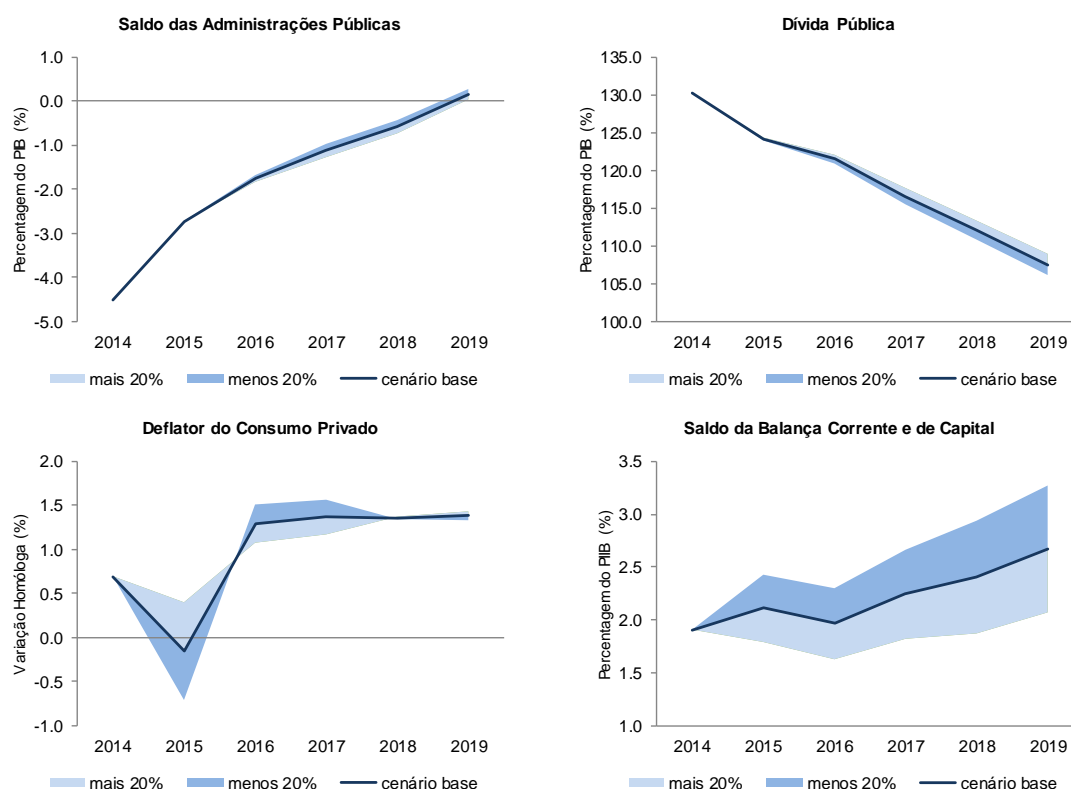 Saldo das Administrações Públicas
Percentagem do PIB (%)
1.0
0.0
-1.0
-2.0
-3.0
-4.0
-5.0
2014 2015 2016 2017 2018 2019
mais 20% menos 20% cenário base
Dívida Pública
Percentagem do PIB (%)
135.0
130.0
125.0
120.0
115.0
110.0
105.0
100.0
2014 2015 2016 2017 2018 2019
mais 20% menos 20% cenário base
Deflator do Consumo Privado
Variação Homóloga (%)
2.0
1.5
1.0
0.5
0.0
-0.5
-1.0
2014 2015 2016 2017 2018 2019
mais 20% menos 20% cenário base
Saldo da Balança Corrente e de Capital
Percentagem do PIIB (%)
3.5
3.0
2.5
2.0
1.5
1.0
2014 2015 2016 2017 2018 2019
mais 20% menos 20% cenário base